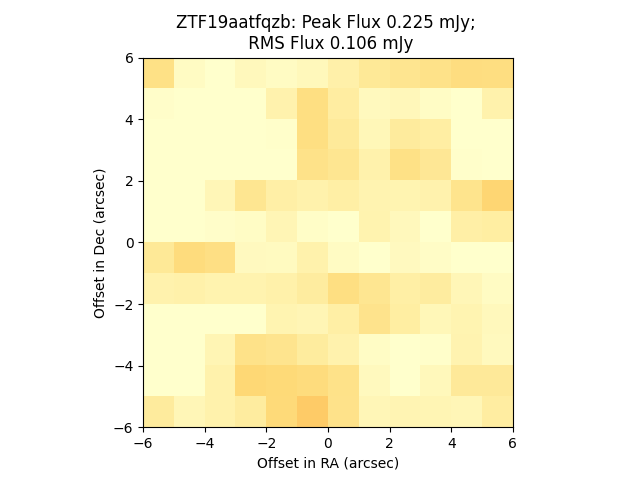 ZTF19aatfqzb: Peak Flux 0.225 mJy;
RMS Flux 0.106 mJy
6
4
2
0
−2
−4
−6
Offset in Dec (arcsec)
−6 −4 −2 0 2 4 6
Offset in RA (arcsec)